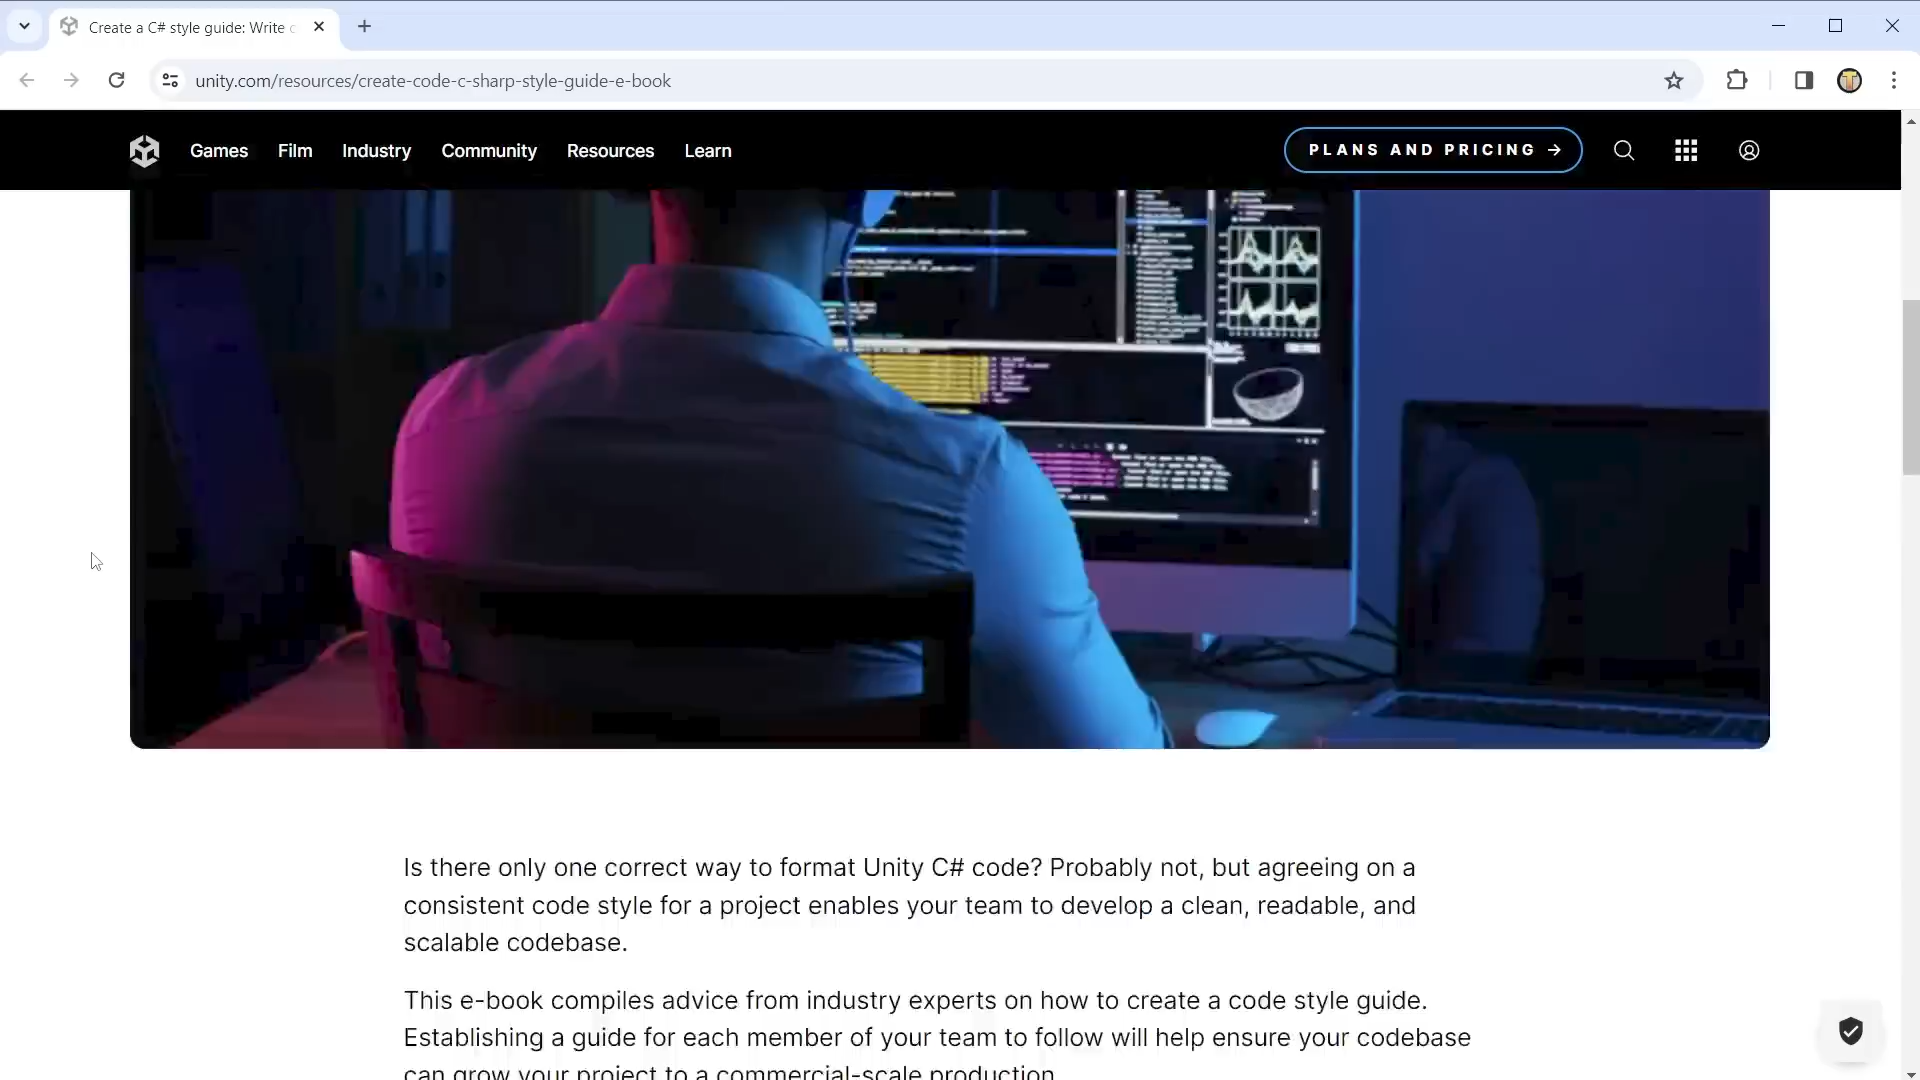 Create a C# style guide: Write c
unity.com/resources/create-code-c-sharp-style-guide-e-book
Games Film Industry Community Resources Learn PLANS AND PRICING →
Is there only one correct way to format Unity C# code? Probably not, but agreeing on a
consistent code style for a project enables your team to develop a clean, readable, and
scalable codebase.
This e-book compiles advice from industry experts on how to create a code style guide.
Establishing a guide for each member of your team to follow will help ensure your codebase
can grow your project to a commercial-scale production.